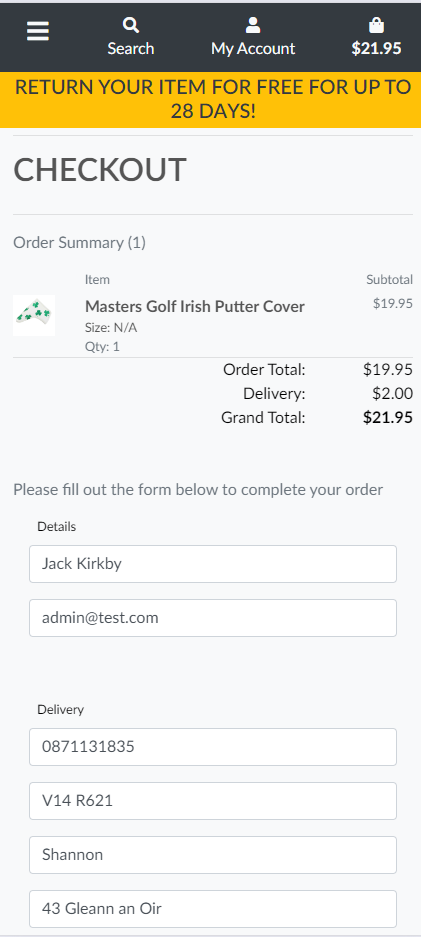 Search
My Account
$21.95
RETURN YOUR ITEM FOR FREE FOR UP TO
28 DAYS!
CHECKOUT
Order Summary (1)
Item Subtotal
Masters Golf Irish Putter Cover $19.95
Size: N/A
Qty: 1
Order Total: $19.95
Delivery: $2.00
Grand Total: $21.95
Please fill out the form below to complete your order
Details
Jack Kirkby
admin@test.com
Delivery
0871131835
V14 R621
Shannon
43 Gleann an Oir